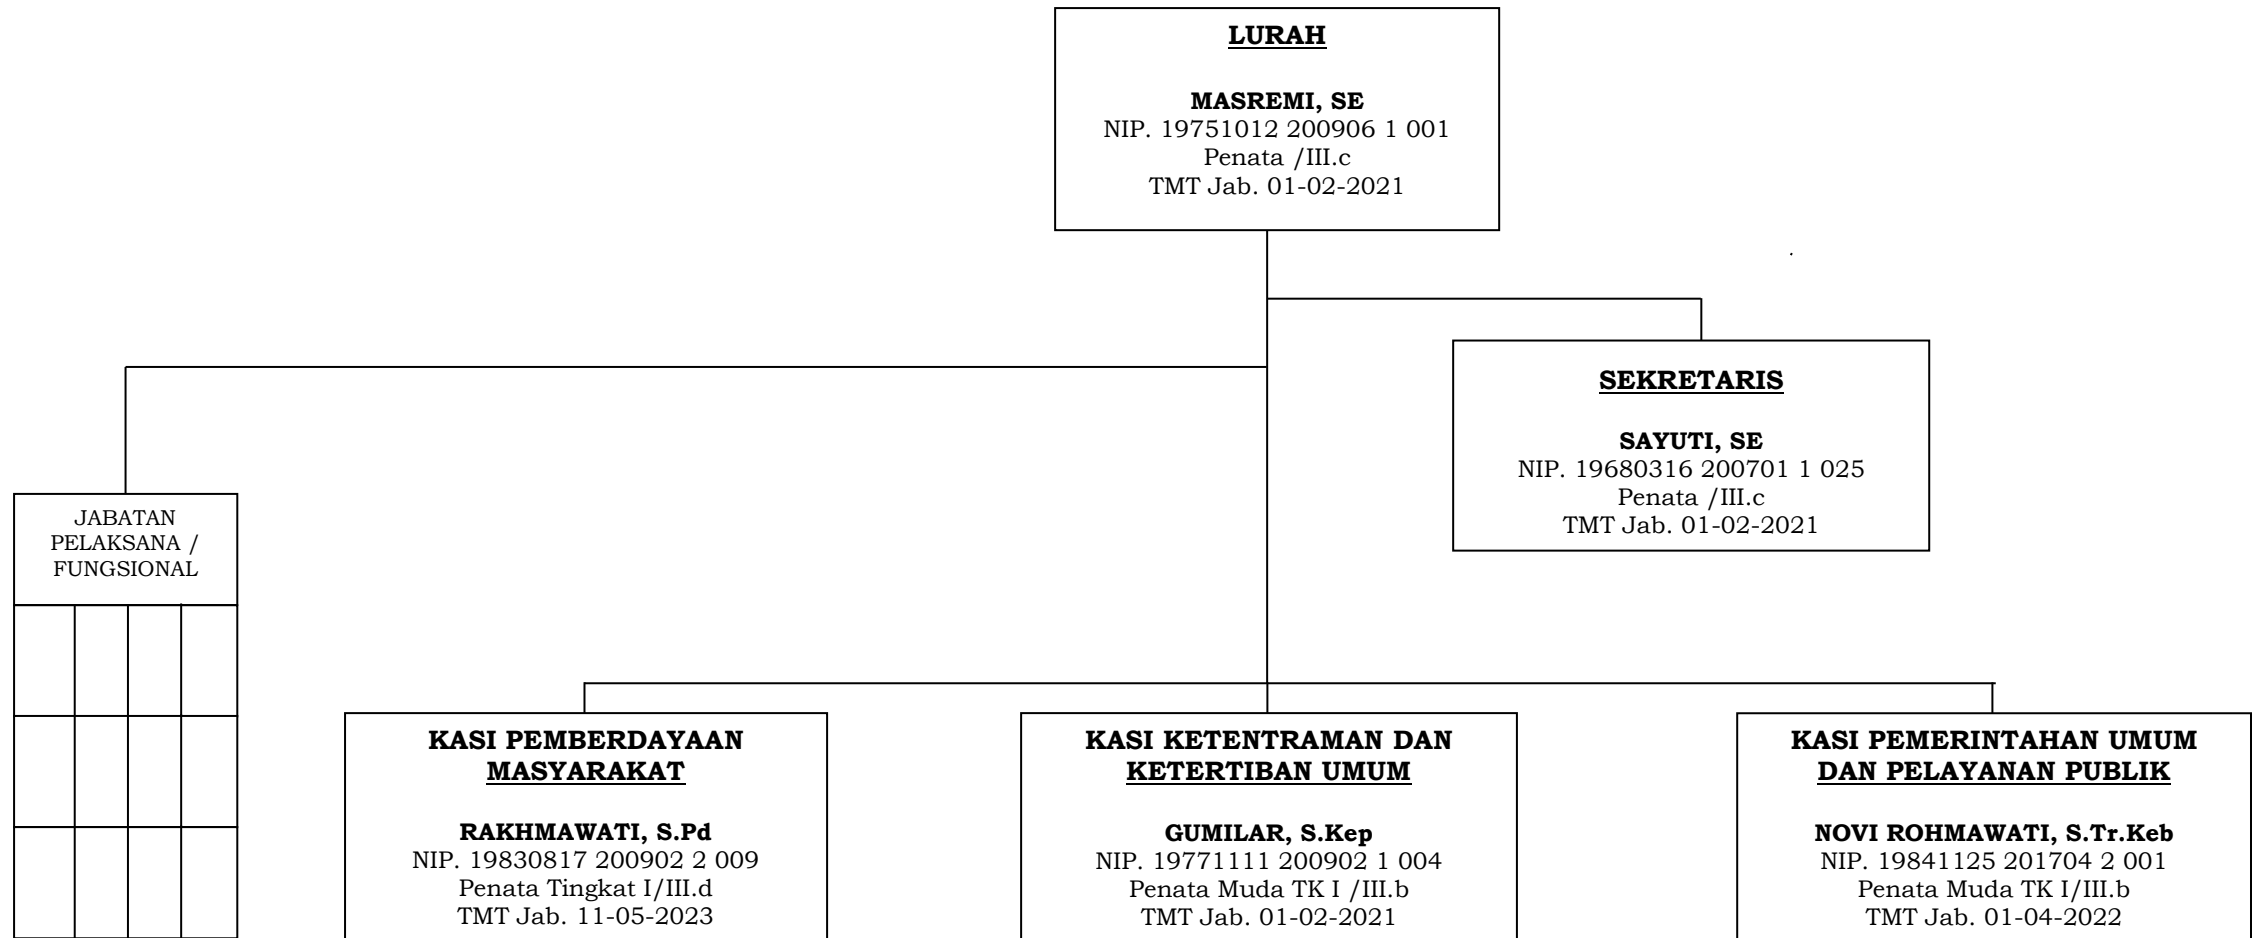 LURAH
MASREMI, SE
NIP. 19751012 200906 1 001
Penata /III.c
TMT Jab. 01-02-2021
SEKRETARIS
SAYUTI, SE
NIP. 19680316 200701 1 025
Penata /III.c
TMT Jab. 01-02-2021
JABATAN
PELAKSANA /
FUNGSIONAL
KASI PEMBERDAYAAN
MASYARAKAT
RAKHMAWATI, S.Pd
NIP. 19830817 200902 2 009
Penata Tingkat I/III.d
TMT Jab. 11-05-2023
KASI KETENTRAMAN DAN
KETERTIBAN UMUM
GUMILAR, S.Kep
NIP. 19771111 200902 1 004
Penata Muda TK I /III.b
TMT Jab. 01-02-2021
KASI PEMERINTAHAN UMUM
DAN PELAYANAN PUBLIK
NOVI ROHMAWATI, S.Tr.Keb
NIP. 19841125 201704 2 001
Penata Muda TK I/III.b
TMT Jab. 01-04-2022